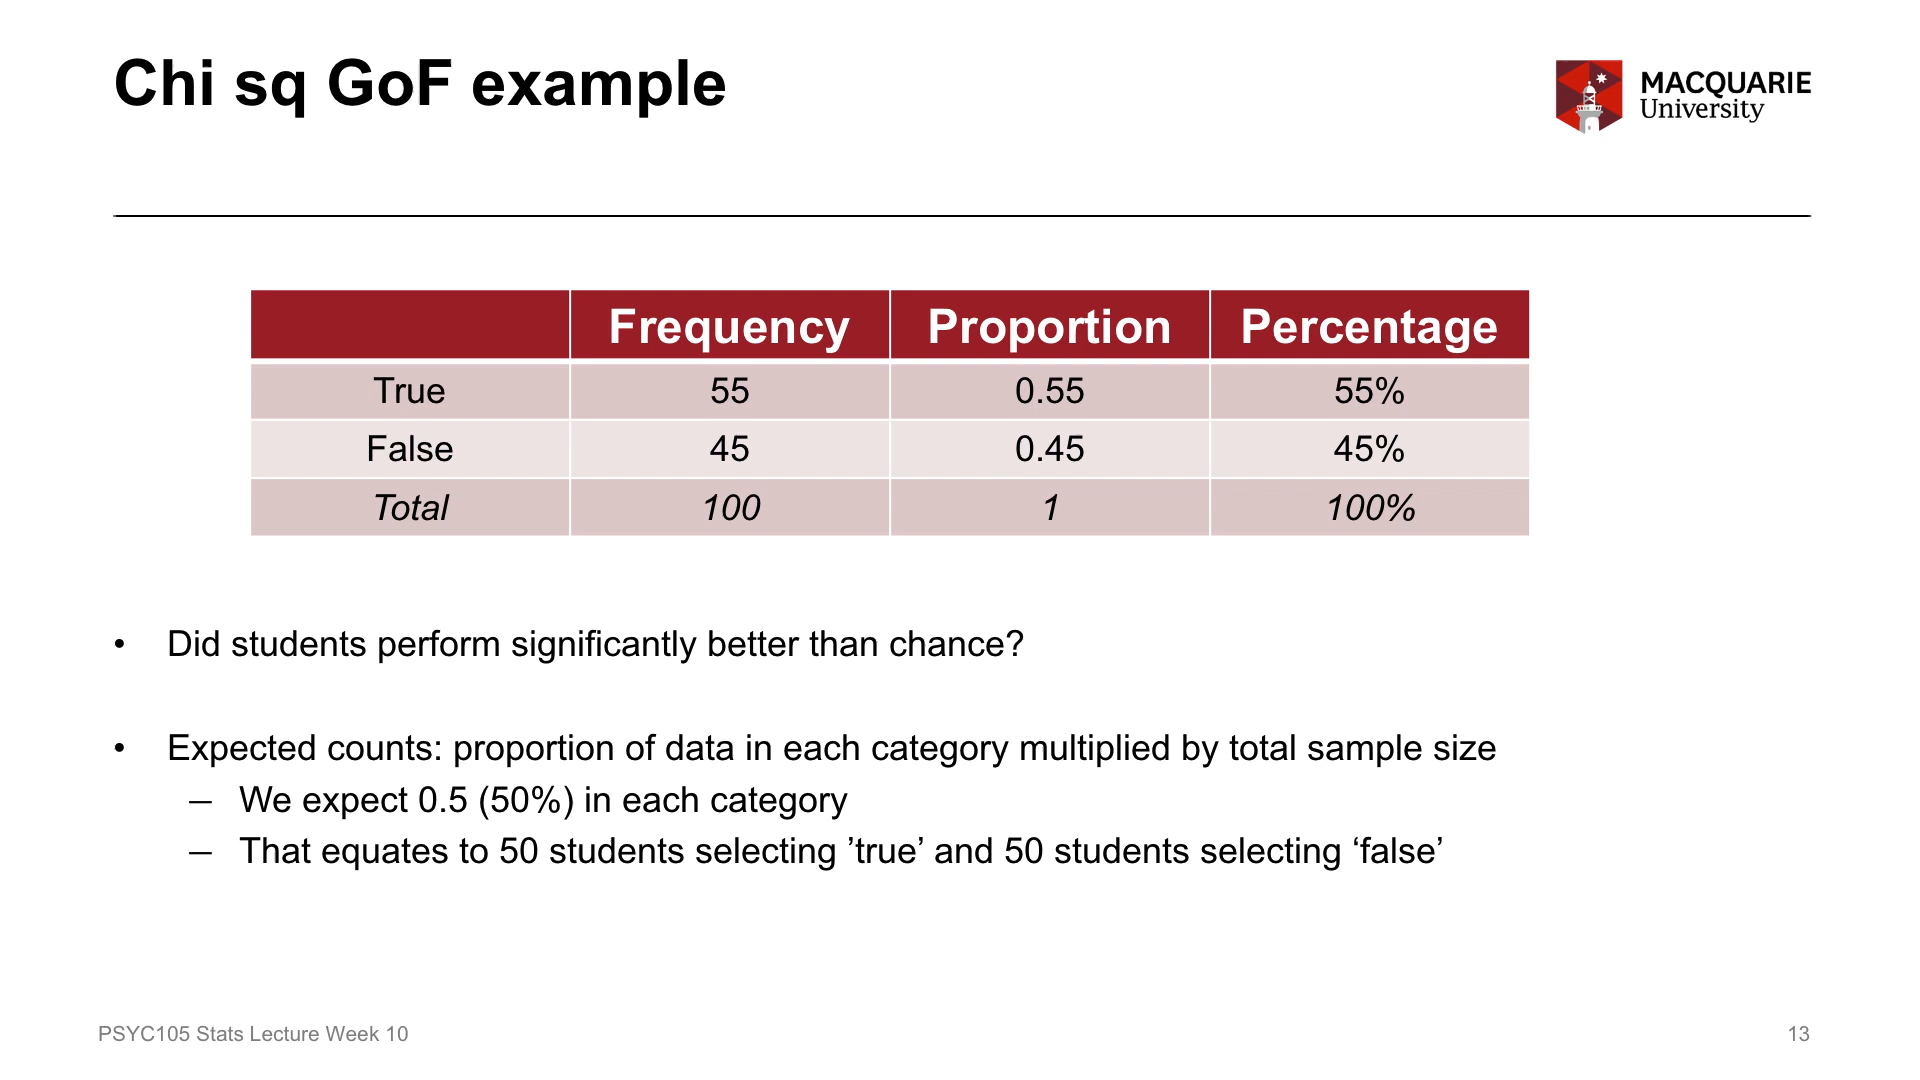 Chi sq GoF example
MACQUARIE
University
Frequency Proportion Percentage
True 55 0.55 55%
False 45 0.45 45%
Total 100 1 100%
• Did students perform significantly better than chance?
• Expected counts: proportion of data in each category multiplied by total sample size
– We expect 0.5 (50%) in each category
– That equates to 50 students selecting ’true’ and 50 students selecting ‘false’
PSYC105 Stats Lecture Week 10
13